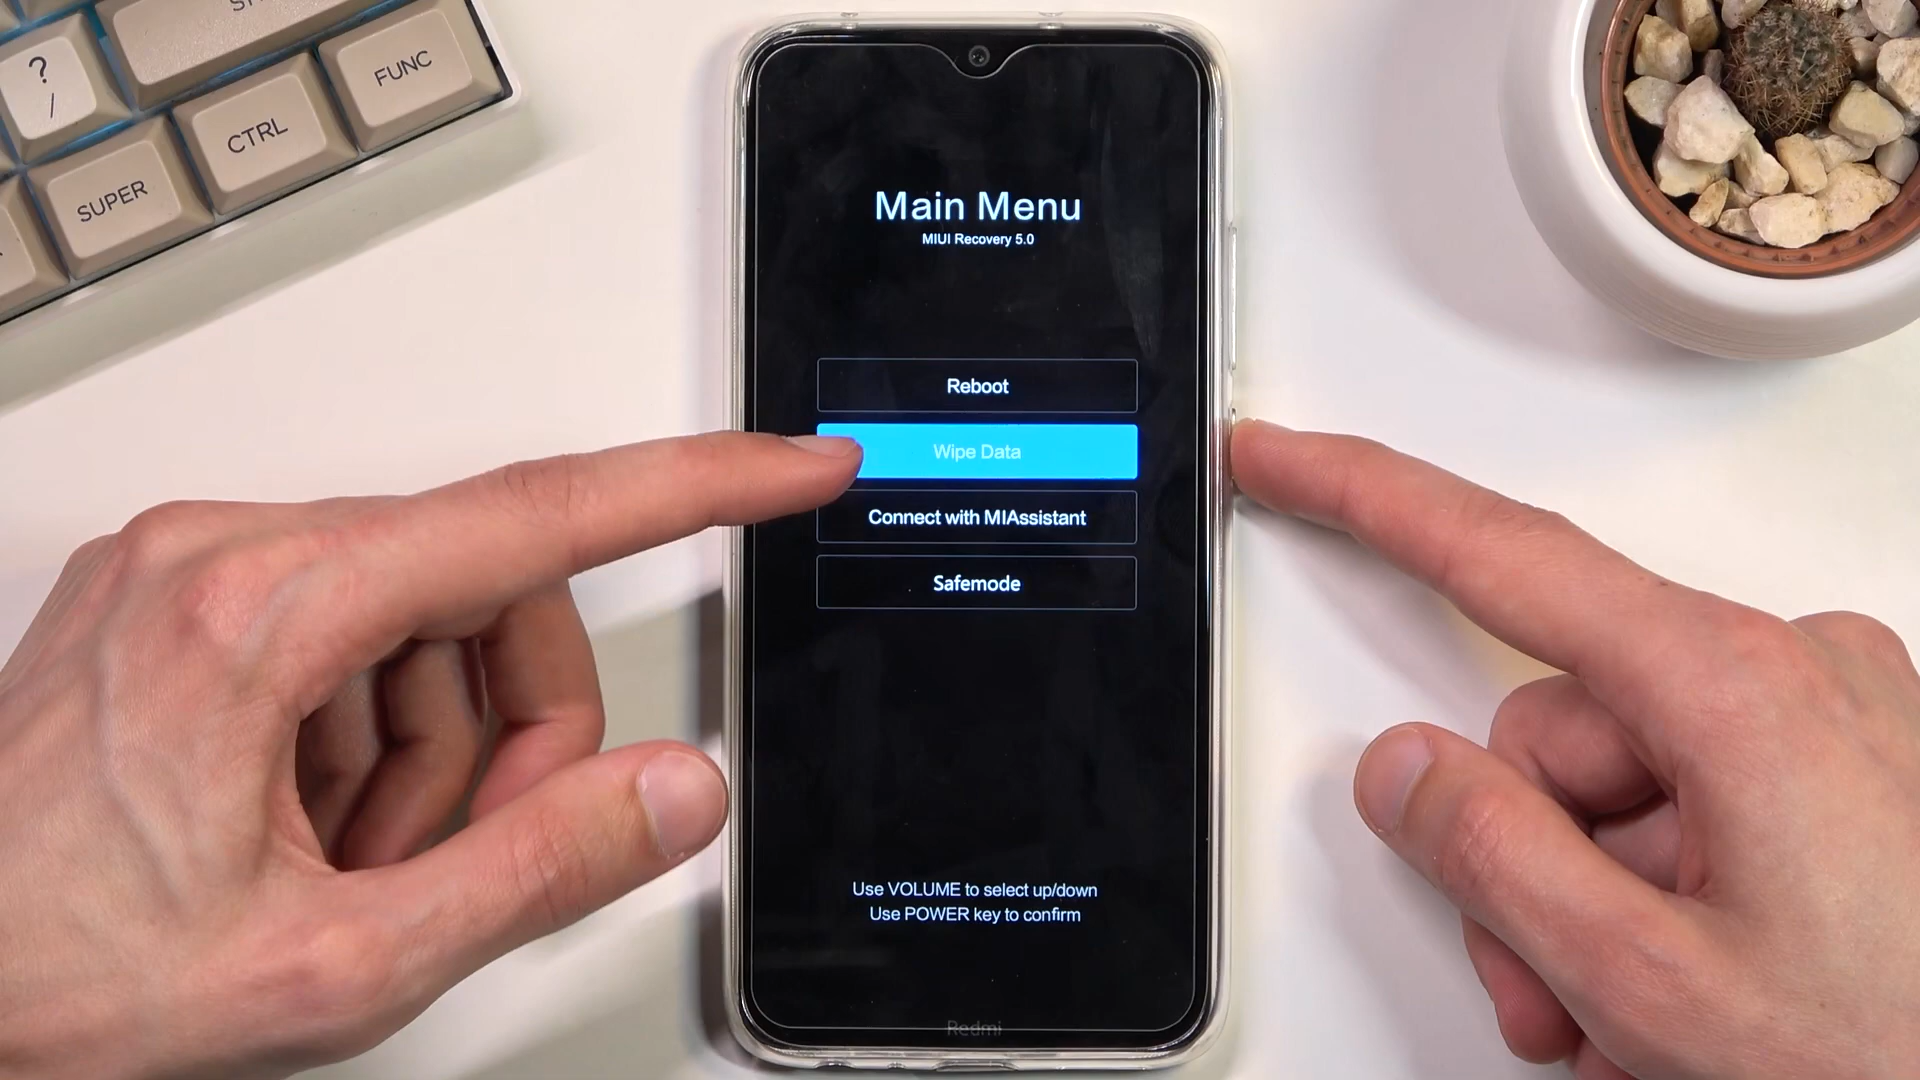 ?
/
FUNC
CTRL
SUPER
Main Menu
MIUI Recovery 5.0
Reboot
Wipe Data
Connect with MIAssistant
Safemode
Use VOLUME to select up/down
Use POWER key to confirm
Redmi